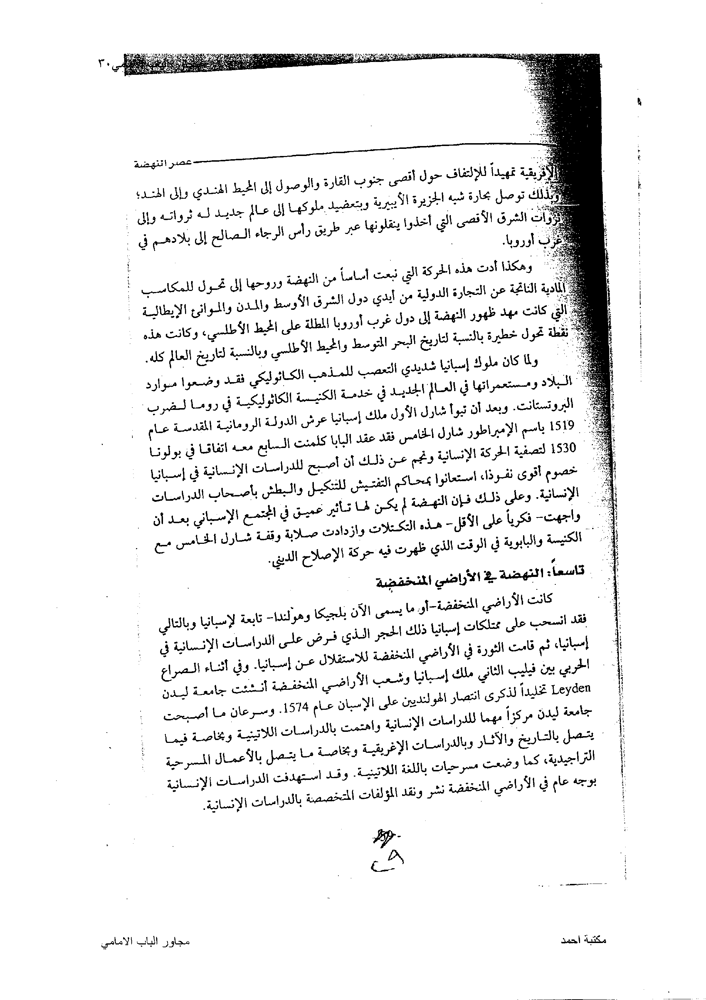 ٣٠
عصر النهضة
الإفريقية تمهيداً للإلتفاف حول أقصى جنوب القارة والوصول إلى المحيط الهندي وإلى الهند؛
وبذلك توصل بحارة شبه الجزيرة الأيبيرية وبتعضيد ملوكها إلى عالم جديد له ثرواته وإلى
ثروات الشرق الأقصى التي أخذوا ينقلونها عبر طريق رأس الرجاء الصالح إلى بلادهم في
غرب أوروبا.
وهكذا أدت هذه الحركة التي نبعت أساساً من النهضة وروحها إلى تحول للمكاسب
المادية الناتجة عن التجارة الدولية من أيدي دول الشرق الأوسط والمدن والموانئ الإيطالية
التي كانت مهد ظهور النهضة إلى دول غرب أوروبا المطلة على المحيط الأطلسي، وكانت هذه
نقطة تحول خطيرة بالنسبة لتاريخ البحر المتوسط والمحيط الأطلسي وبالنسبة لتاريخ العالم كله.
ولما كان ملوك إسبانيا شديدي التعصب للمذهب الكاثوليكي فقد وضعوا موارد
البلاد ومستعمراتها في العالم الجديد في خدمة الكنيسة الكاثوليكية في روما لضرب
البروتستانت. وبعد أن تبوأ شارل الأول ملك إسبانيا عرش الدولة الرومانية المقدسة عام
1519 باسم الإمبراطور شارل الخامس فقد عقد البابا كلمنت السابع معه اتفاقا في بولونا
1530 لتصفية الحركة الإنسانية ونجم عن ذلك أن أصبح للدراسات الإنسانية في إسبانيا
خصوم أقوى نفوذا، استعانوا بمحاكم التفتيش للتنكيل والبطش بأصحاب الدراسات
الإنسانية. وعلى ذلك فإن النهضة لم يكن لها تأثير عميق في المجتمع الإسباني بعد أن
واجهت- فكرياً على الأقل- هذه التكتلات وازدادت صلابة وقفة شارل الخامس مع
الكنيسة والبابوية في الوقت الذي ظهرت فيه حركة الإصلاح الديني.
تاسعاً: النهضة في الأراضي المنخفضة
كانت الأراضي المنخفضة-أو ما يسمى الآن بلجيكا وهولندا- تابعة لإسبانيا وبالتالي
فقد انسحب على ممتلكات إسبانيا ذلك الحجر الذي فرض على الدراسات الإنسانية في
إسبانيا، ثم قامت الثورة في الأراضي المنخفضة للاستقلال عن إسبانيا. وفي أثناء الصراع
الحربي بين فيليب الثاني ملك إسبانيا وشعب الأراضي المنخفضة أنشئت جامعة ليدن
Leyden تخليداً لذكرى انتصار الهولنديين على الإسبان عام 1574. وسرعان ما أصبحت
جامعة ليدن مركزاً مهما للدراسات الإنسانية واهتمت بالدراسات اللاتينية وبخاصة فيما
يتصل بالتاريخ والآثار وبالدراسات الإغريقية وبخاصة ما يتصل بالأعمال المسرحية
التراجيدية، كما وضعت مسرحيات باللغة اللاتينية. وقد استهدفت الدراسات الإنسانية
بوجه عام في الأراضي المنخفضة نشر ونقد المؤلفات المتخصصة بالدراسات الإنسانية.
٢٨
مكتبة احمد
مجاور الباب الامامي